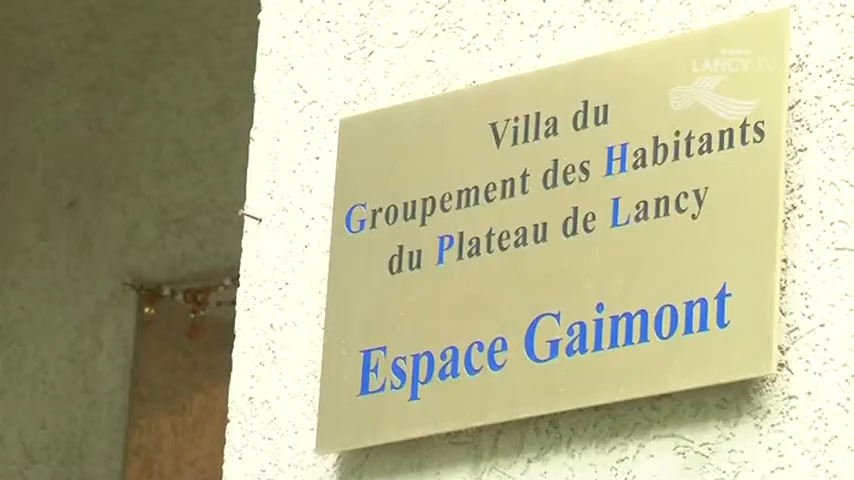 LANCY TV
Villa du
Groupement des Habitants
du Plateau de Lancy
Espace Gaimont